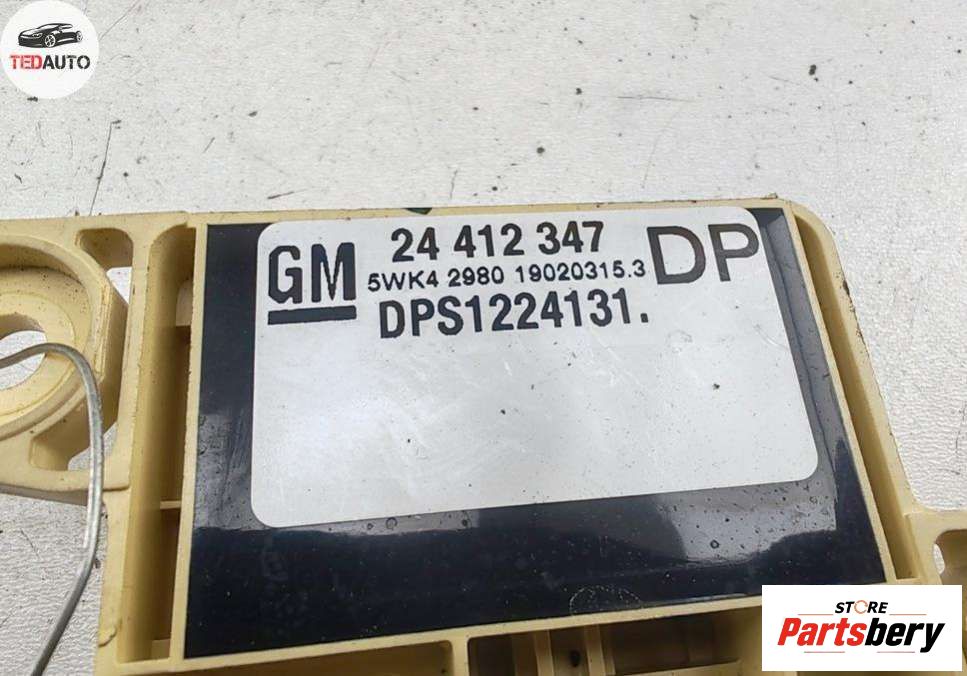 TEDAUTO
GM
24 412 347
5WK4 2980 19020315.3
DPS1224131.
DP
STORE
Partsbery